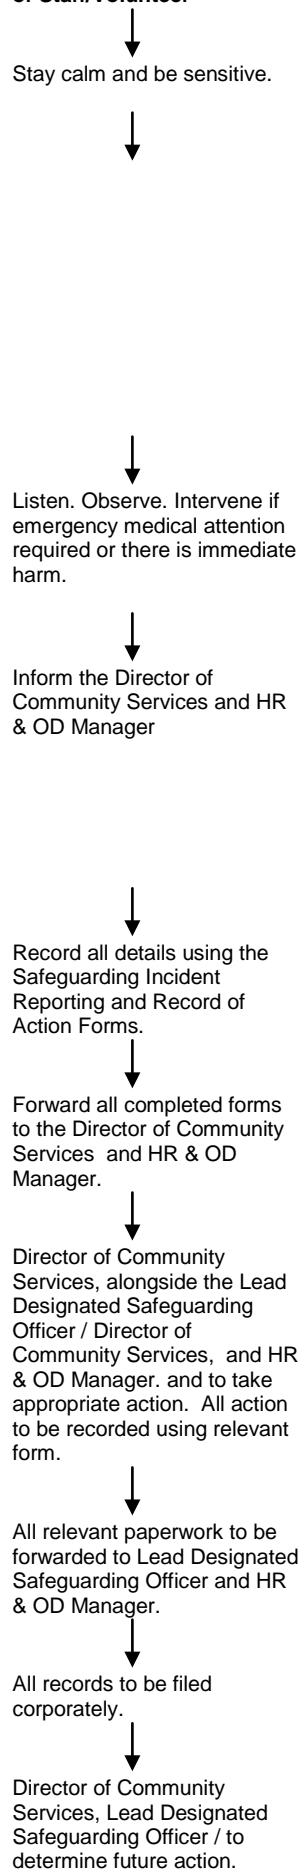 of Staff/Volunteer
Stay calm and be sensitive.
Listen. Observe. Intervene if
emergency medical attention
required or there is immediate
harm.
Inform the Director of
Community Services and HR
& OD Manager
Record all details using the
Safeguarding Incident
Reporting and Record of
Action Forms.
Forward all completed forms
to the Director of Community
Services  and HR & OD
Manager.
Director of Community
Services, alongside the Lead
Designated Safeguarding
Officer / Director of
Community Services,  and HR
& OD Manager. and to take
appropriate action.  All action
to be recorded using relevant
form.
All relevant paperwork to be
forwarded to Lead Designated
Safeguarding Officer and HR
& OD Manager.
All records to be filed
corporately.
Director of Community
Services, Lead Designated
Safeguarding Officer / to
determine future action.